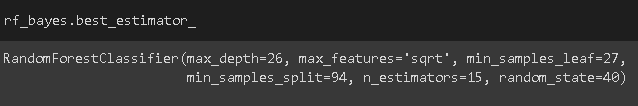 rf_bayes.best_estimator_
RandomForestClassifier(max_depth=26, max_features='sqrt', min_samples_leaf=27,
min_samples_split=94, n_estimators=15, random_state=40)